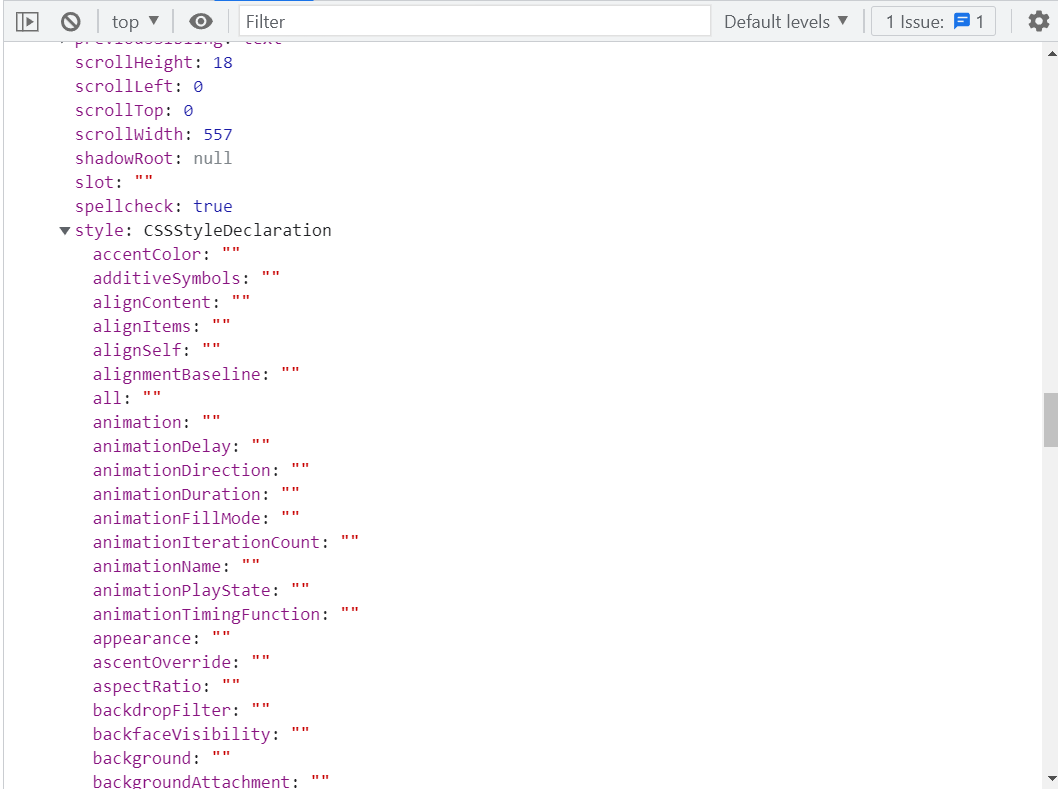 top ▼ Filter Default levels ▼ 1 Issue: 1
previousSibling: text
scrollHeight: 18
scrollLeft: 0
scrollTop: 0
scrollWidth: 557
shadowRoot: null
slot: ""
spellcheck: true
▼ style: CSSStyleDeclaration
accentColor: ""
additiveSymbols: ""
alignContent: ""
alignItems: ""
alignSelf: ""
alignmentBaseline: ""
all: ""
animation: ""
animationDelay: ""
animationDirection: ""
animationDuration: ""
animationFillMode: ""
animationIterationCount: ""
animationName: ""
animationPlayState: ""
animationTimingFunction: ""
appearance: ""
ascentOverride: ""
aspectRatio: ""
backdropFilter: ""
backfaceVisibility: ""
background: ""
backgroundAttachment: ""